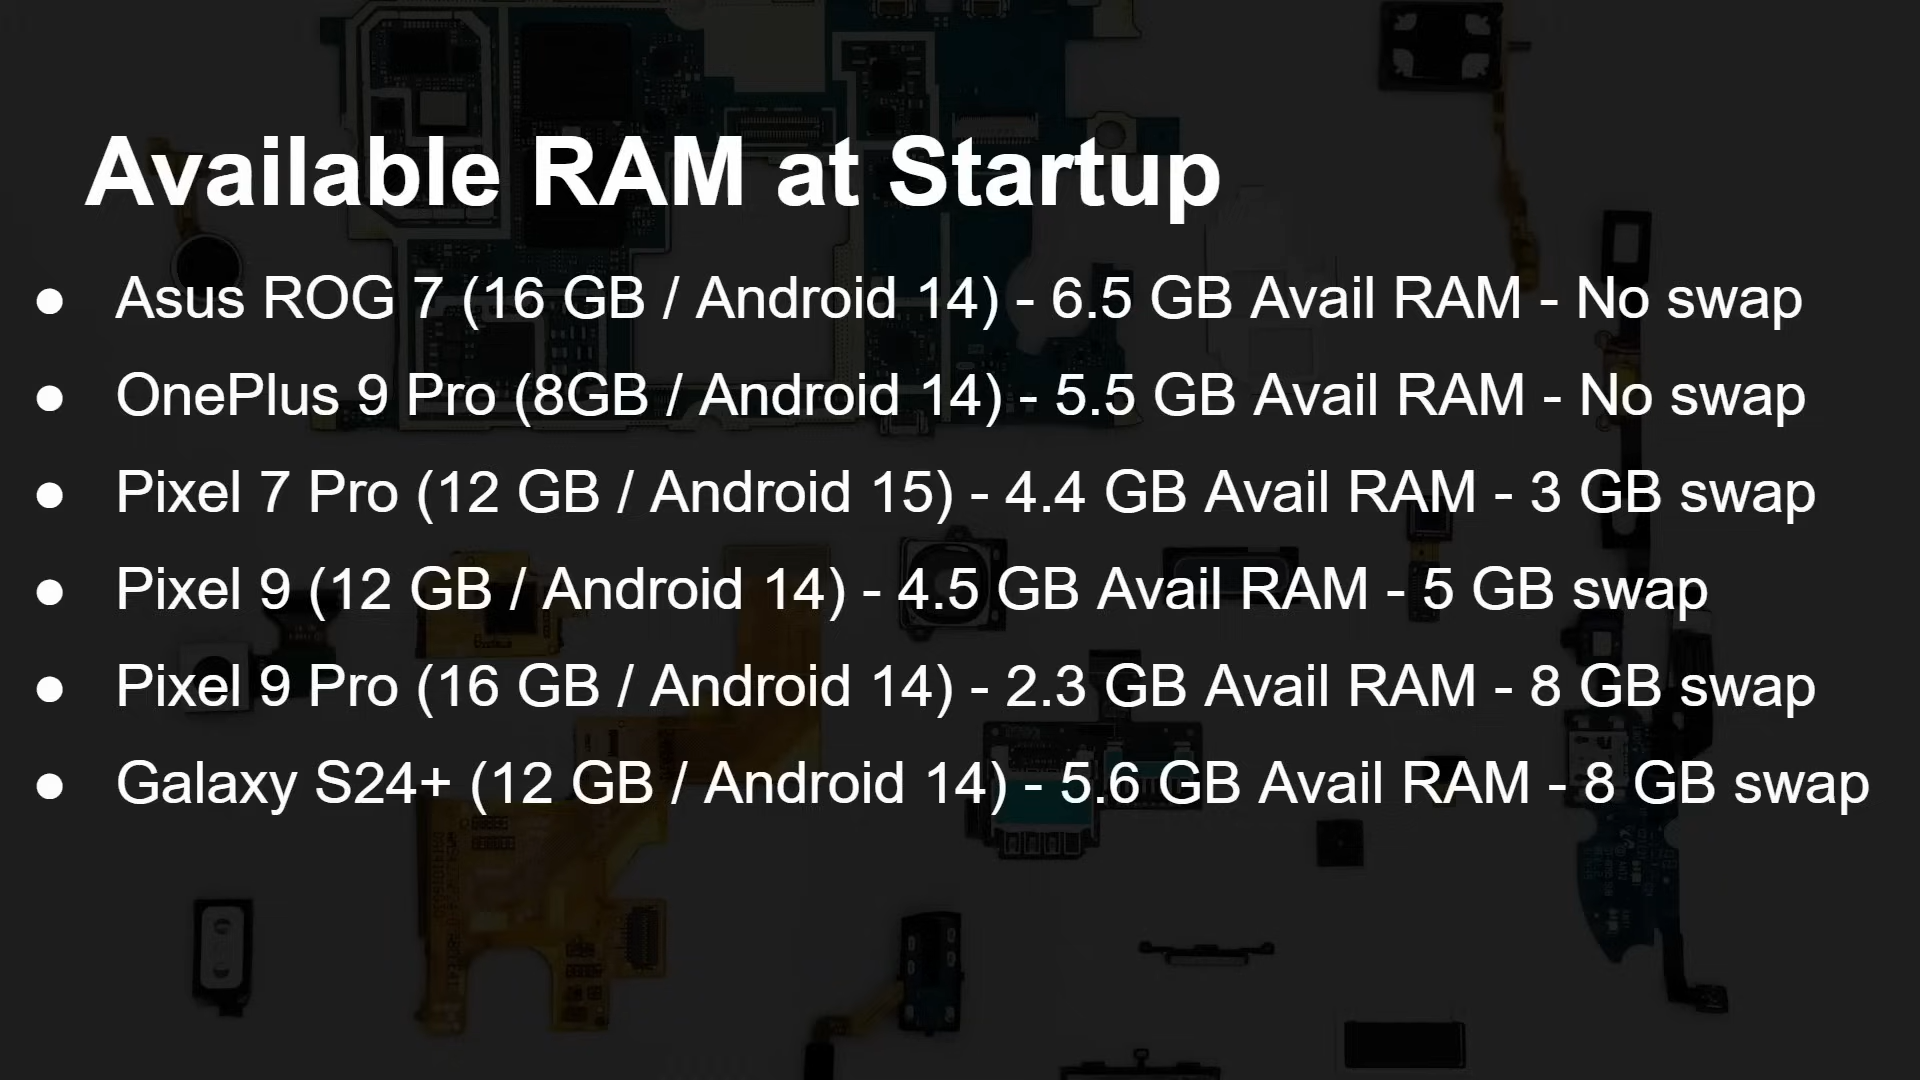 Available RAM at Startup
● Asus ROG 7 (16 GB / Android 14) - 6.5 GB Avail RAM - No swap
● OnePlus 9 Pro (8GB / Android 14) - 5.5 GB Avail RAM - No swap
● Pixel 7 Pro (12 GB / Android 15) - 4.4 GB Avail RAM - 3 GB swap
● Pixel 9 (12 GB / Android 14) - 4.5 GB Avail RAM - 5 GB swap
● Pixel 9 Pro (16 GB / Android 14) - 2.3 GB Avail RAM - 8 GB swap
● Galaxy S24+ (12 GB / Android 14) - 5.6 GB Avail RAM - 8 GB swap